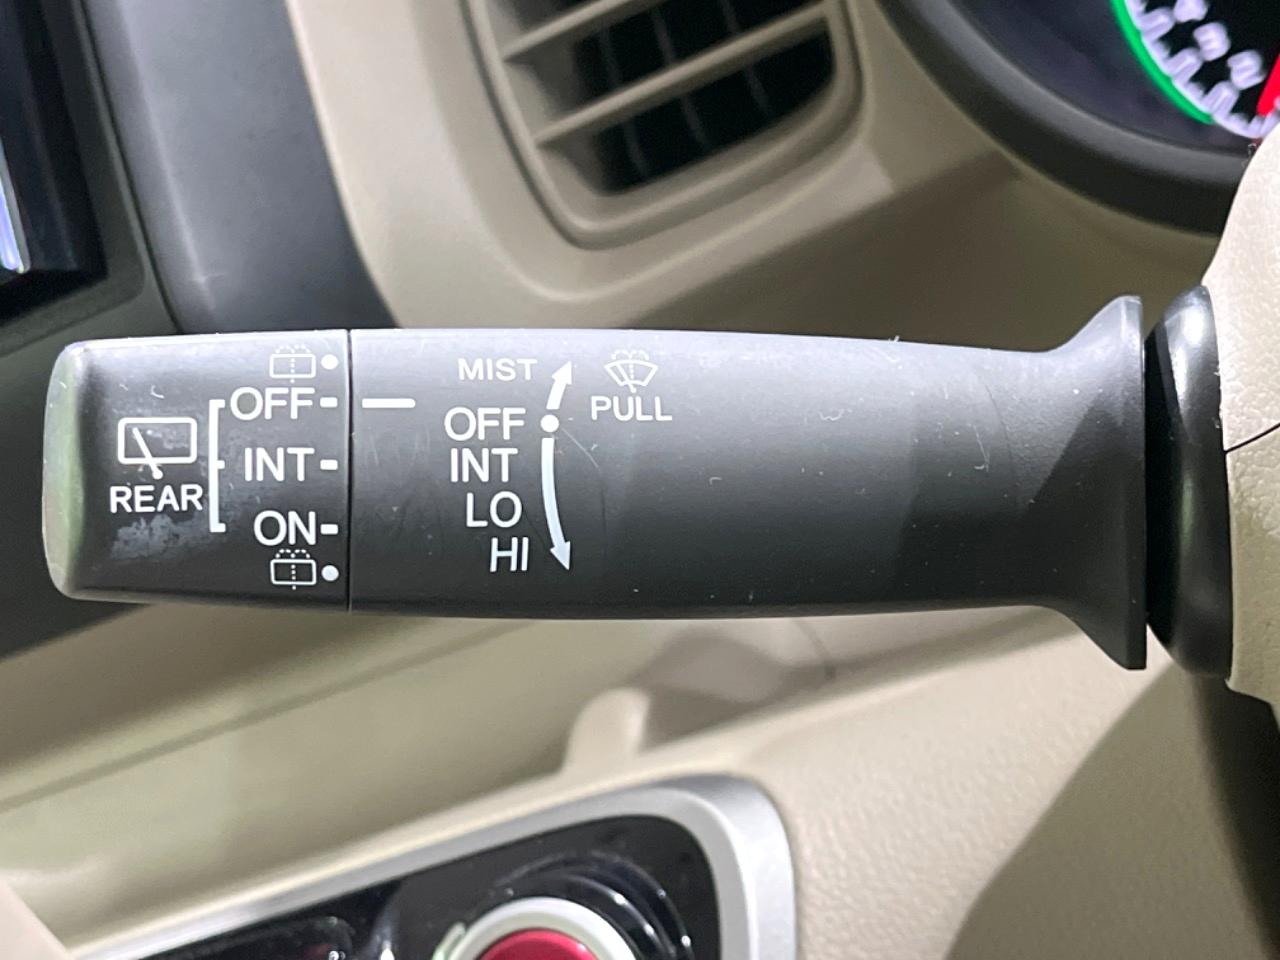 MIST
PULL
OFF
INT
LO
HI
REAR
OFF
INT
ON